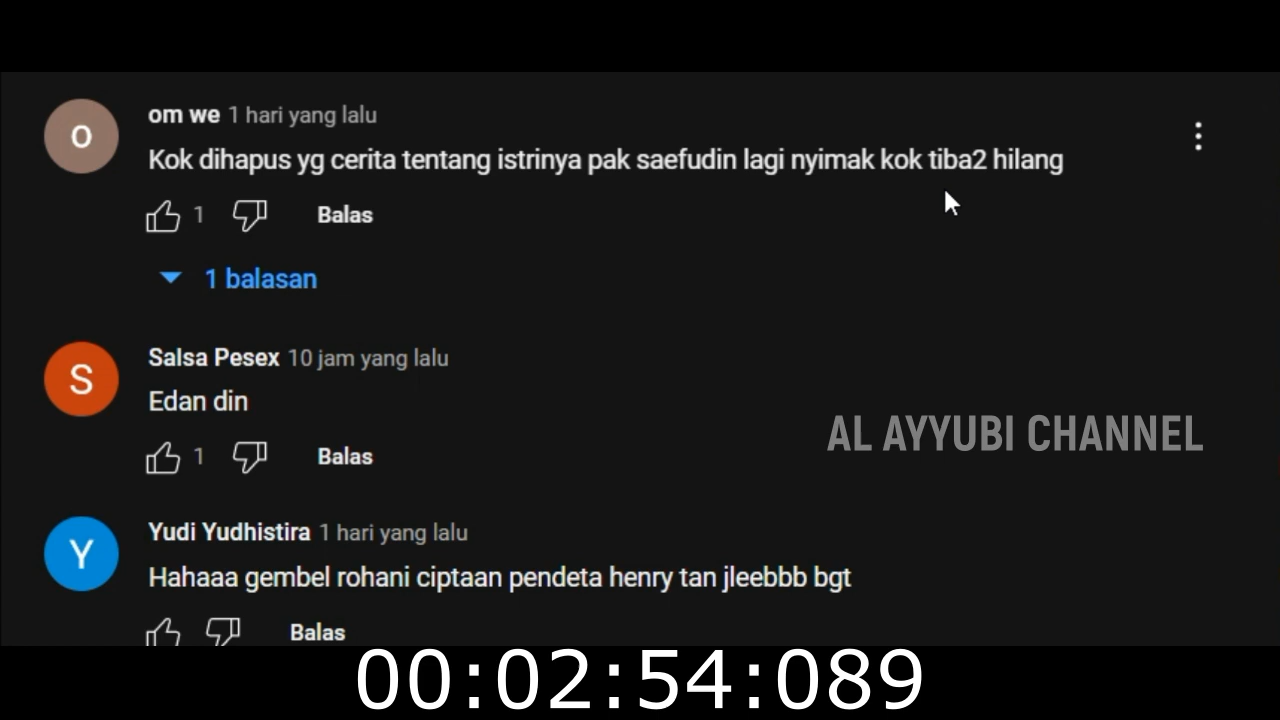 om we 1 hari yang lalu
Kok dihapus yg cerita tentang istrinya pak saefudin lagi nyimak kok tiba2 hilang
1 Balas
1 balasan
S
Salsa Pesex 10 jam yang lalu
Edan din
1 Balas
AL AYYUBI CHANNEL
Y
Yudi Yudhistira 1 hari yang lalu
Hahaaa gembel rohani ciptaan pendeta henry tan jleebbb bgt
Balas
00:02:54:089